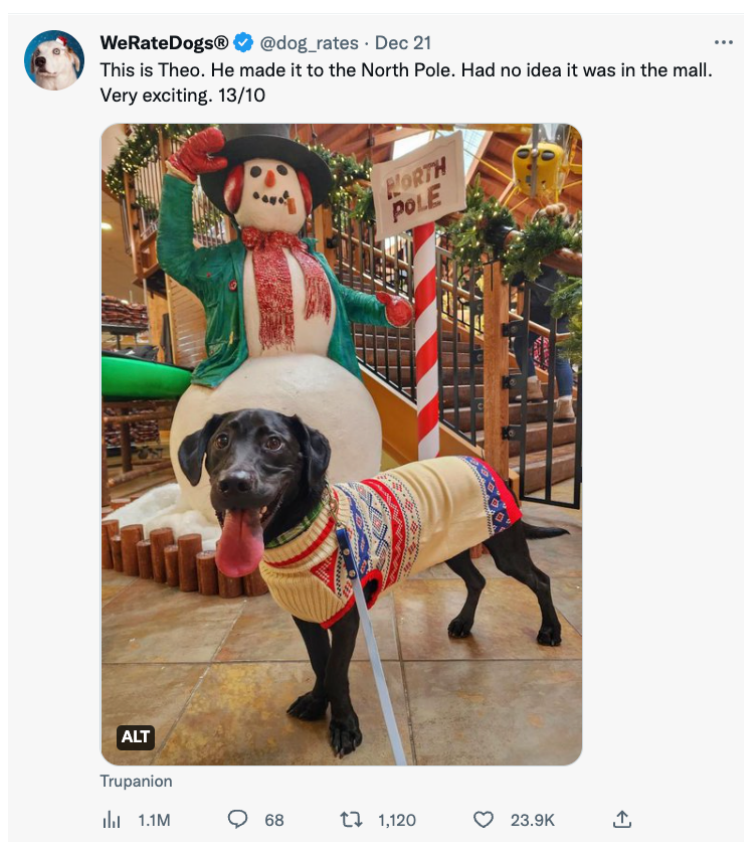 WeRateDogs® @dog_rates · Dec 21
This is Theo. He made it to the North Pole. Had no idea it was in the mall.
Very exciting. 13/10
NORTH
POLE
ALT
Trupanion
1.1M 68 1,120 23.9K